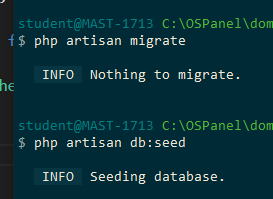 student@MAST-1713 C:\OSPanel\dom
$ php artisan migrate
INFO Nothing to migrate.
student@MAST-1713 C:\OSPanel\dom
$ php artisan db:seed
INFO Seeding database.